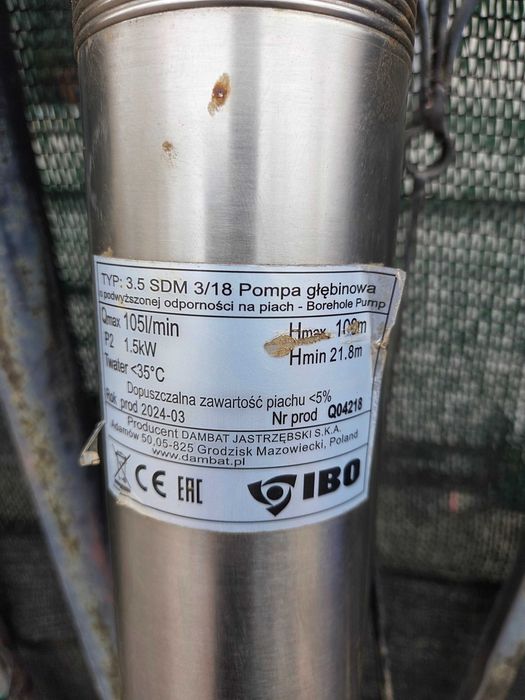 TYP: 3.5 SDM 3/18 Pompa głębinowa
o podwyższonej odporności na piach - Borehole Pump
Qmax 105l/min
Hmax 109m
P2 1.5kW
Hmin 21.8m
Twater <35°C
Dopuszczalna zawartość piachu <5%
Rok prod 2024-03
Nr prod Q04218
Producent DAMBAT JASTRZĘBSKI S.K.A.
Adamów 50,05-825 Grodzisk Mazowiecki, Poland
www.dambat.pl
CE EAC IBO